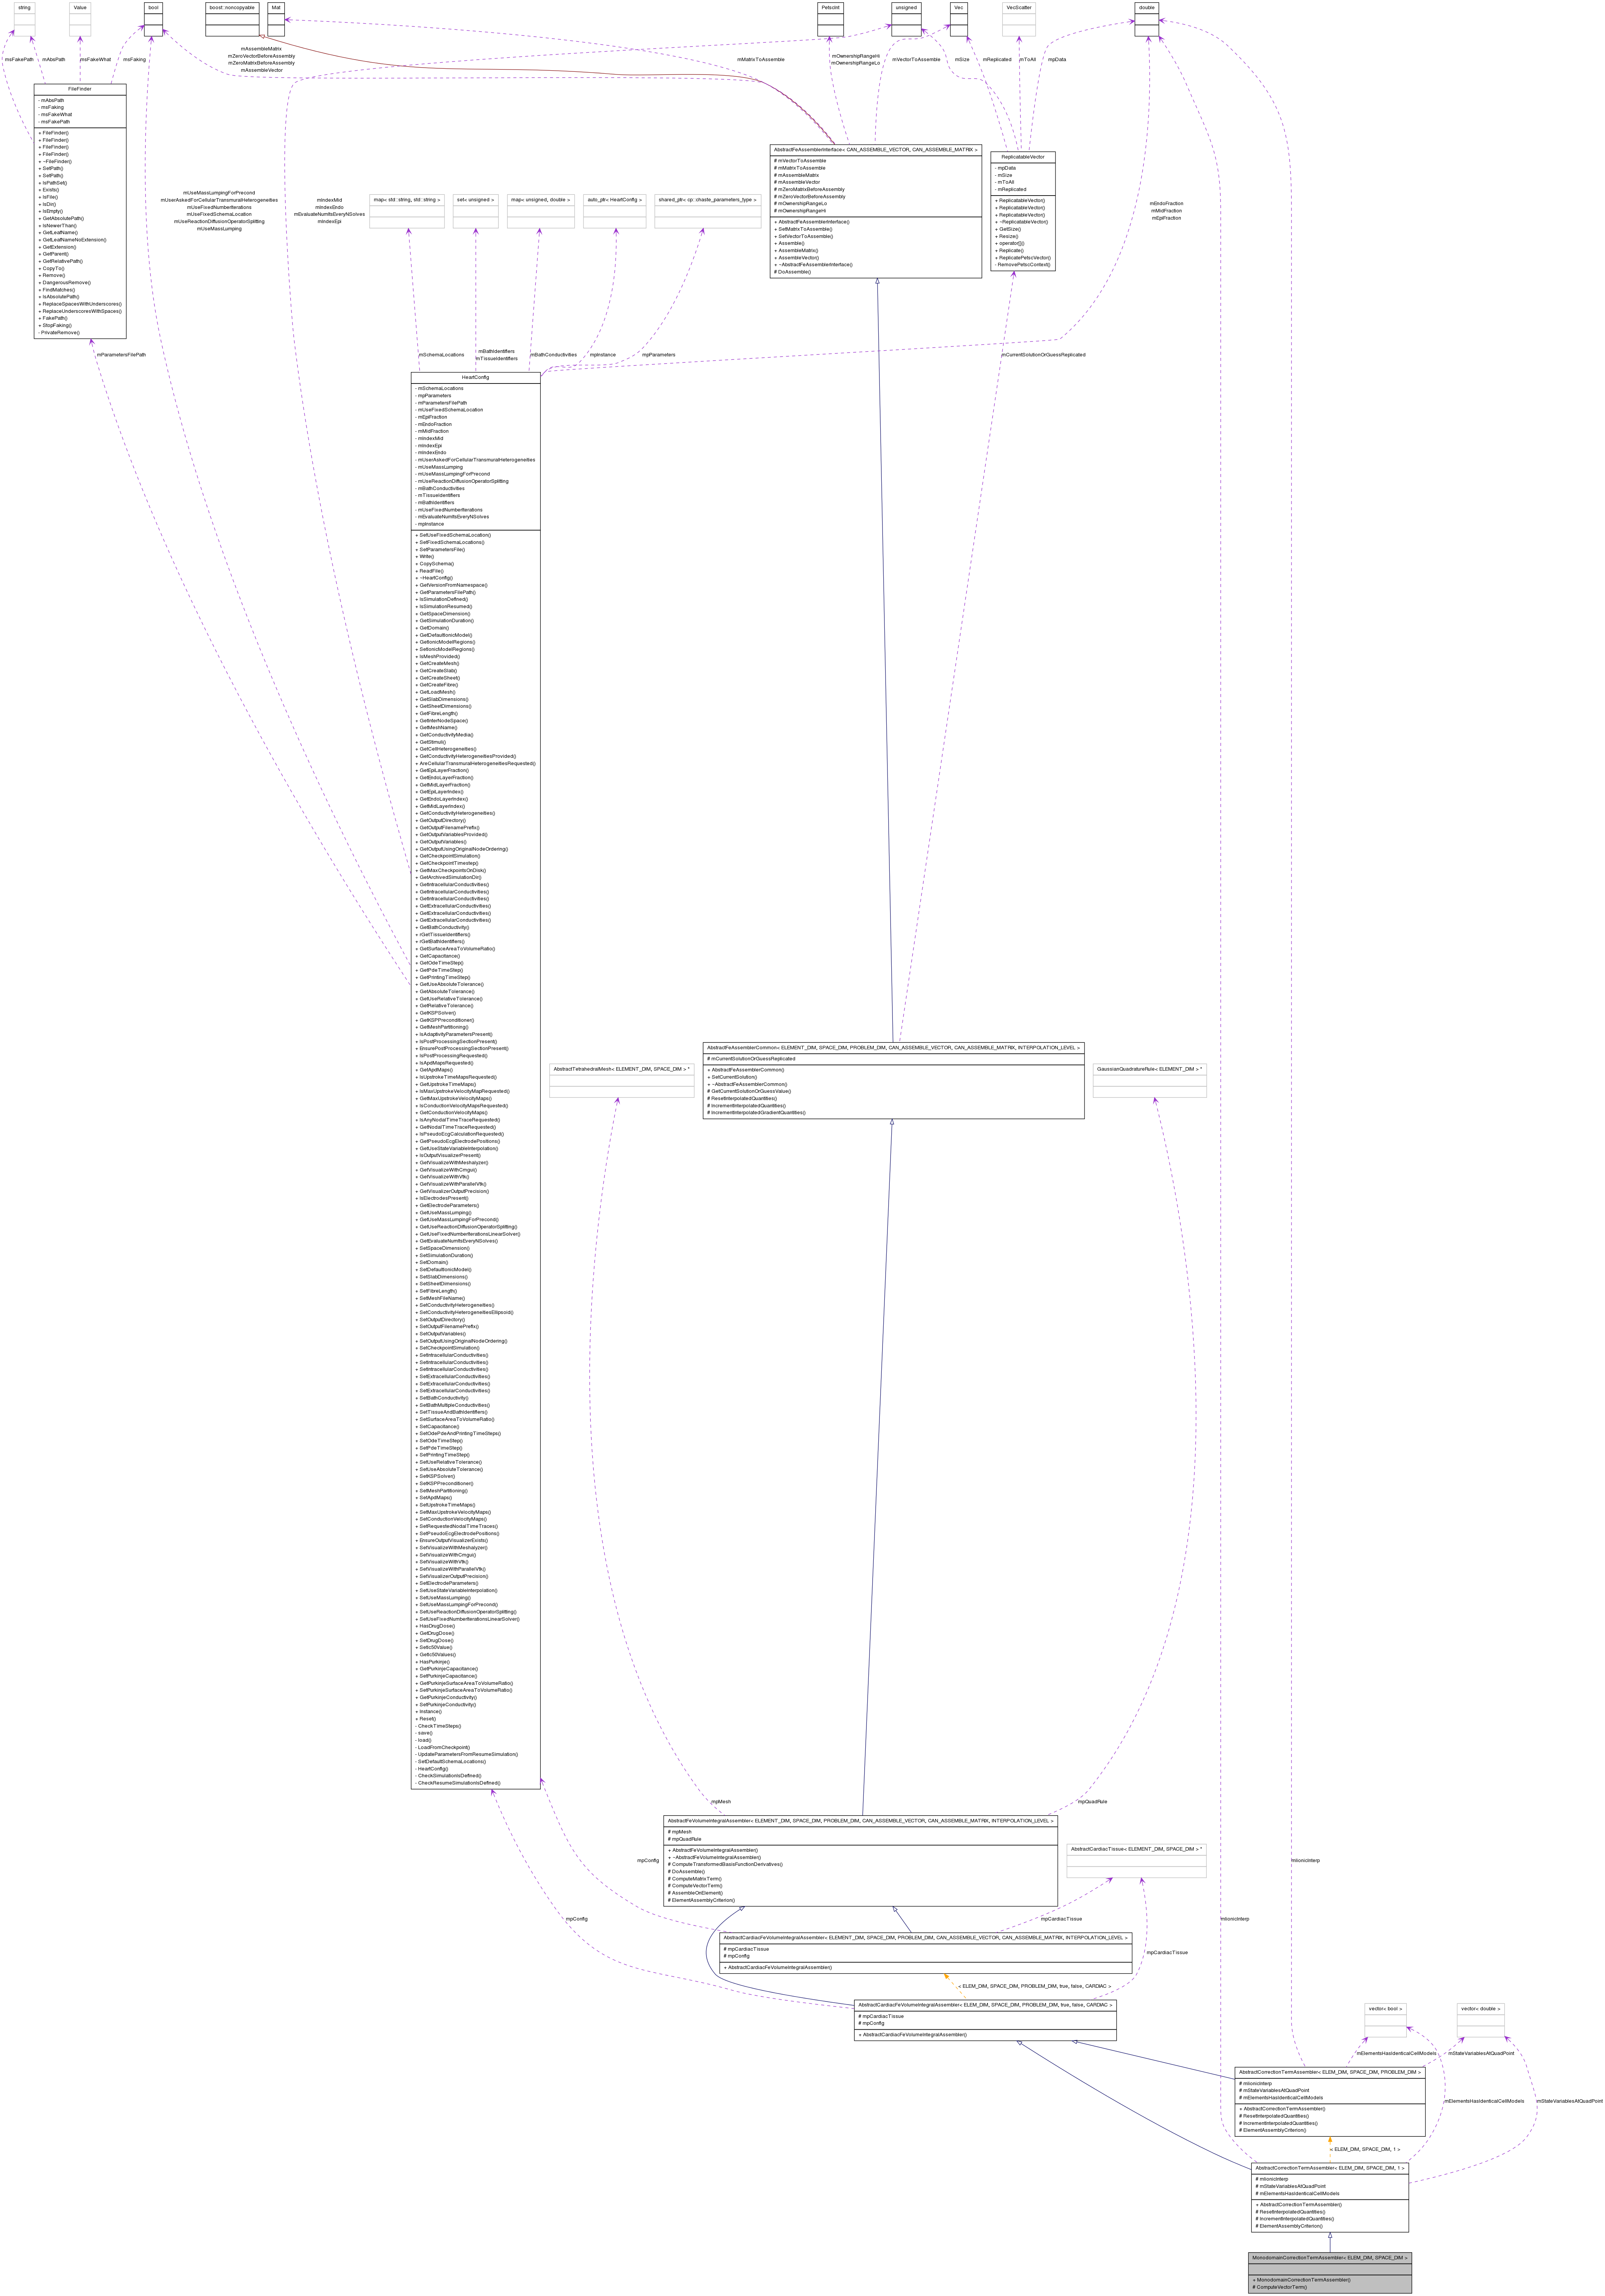 string
Value
bool
boost::noncopyable
Mat
PetscInt
unsigned
Vec
VecScatter
double
msFakePath
mAbsPath
msFakeWhat
msFaking
mAssembleMatrix
mZeroVectorBeforeAssembly
mZeroMatrixBeforeAssembly
mAssembleVector
mMatrixToAssemble
mOwnershipRangeHi
mOwnershipRangeLo
mVectorToAssemble
mSize
mReplicated
mToAll
mpData
FileFinder
- mAbsPath
- msFaking
- msFakeWhat
- msFakePath
+ FileFinder()
+ FileFinder()
+ FileFinder()
+ FileFinder()
+ ~FileFinder()
+ SetPath()
+ SetPath()
+ IsPathSet()
+ Exists()
+ IsFile()
+ IsDir()
+ IsEmpty()
+ GetAbsolutePath()
+ IsNewerThan()
+ GetLeafName()
+ GetLeafNameNoExtension()
+ GetExtension()
+ GetParent()
+ GetRelativePath()
+ CopyTo()
+ Remove()
+ DangerousRemove()
+ FindMatches()
+ IsAbsolutePath()
+ ReplaceSpacesWithUnderscores()
+ ReplaceUnderscoresWithSpaces()
+ FakePath()
+ StopFaking()
- PrivateRemove()
AbstractFeAssemblerInterface< CAN_ASSEMBLE_VECTOR, CAN_ASSEMBLE_MATRIX >
# mVectorToAssemble
# mMatrixToAssemble
# mAssembleMatrix
# mAssembleVector
# mZeroMatrixBeforeAssembly
# mZeroVectorBeforeAssembly
# mOwnershipRangeLo
# mOwnershipRangeHi
+ AbstractFeAssemblerInterface()
+ SetMatrixToAssemble()
+ SetVectorToAssemble()
+ Assemble()
+ AssembleMatrix()
+ AssembleVector()
+ ~AbstractFeAssemblerInterface()
# DoAssemble()
ReplicatableVector
- mpData
- mSize
- mToAll
- mReplicated
+ ReplicatableVector()
+ ReplicatableVector()
+ ReplicatableVector()
+ ~ReplicatableVector()
+ GetSize()
+ Resize()
+ operator[]()
+ Replicate()
+ ReplicatePetscVector()
- RemovePetscContext()
mUseMassLumpingForPrecond
mUserAskedForCellularTransmuralHeterogeneities
mUseFixedNumberIterations
mUseFixedSchemaLocation
mUseReactionDiffusionOperatorSplitting
mUseMassLumping
mIndexMid
mIndexEndo
mEvaluateNumItsEveryNSolves
mIndexEpi
map< std::string, std::string >
set< unsigned >
map< unsigned, double >
auto_ptr< HeartConfig >
shared_ptr< cp::chaste_parameters_type >
mEndoFraction
mMidFraction
mEpiFraction
mParametersFilePath
mSchemaLocations
mBathIdentifiers
mTissueIdentifiers
mBathConductivities
mpInstance
mpParameters
mCurrentSolutionOrGuessReplicated
HeartConfig
- mSchemaLocations
- mpParameters
- mParametersFilePath
- mUseFixedSchemaLocation
- mEpiFraction
- mEndoFraction
- mMidFraction
- mIndexMid
- mIndexEpi
- mIndexEndo
- mUserAskedForCellularTransmuralHeterogeneities
- mUseMassLumping
- mUseMassLumpingForPrecond
- mUseReactionDiffusionOperatorSplitting
- mBathConductivities
- mTissueIdentifiers
- mBathIdentifiers
- mUseFixedNumberIterations
- mEvaluateNumItsEveryNSolves
- mpInstance
+ SetUseFixedSchemaLocation()
+ SetFixedSchemaLocations()
+ SetParametersFile()
+ Write()
+ CopySchema()
+ ReadFile()
+ ~HeartConfig()
+ GetVersionFromNamespace()
+ GetParametersFilePath()
+ IsSimulationDefined()
+ IsSimulationResumed()
+ GetSpaceDimension()
+ GetSimulationDuration()
+ GetDomain()
+ GetDefaultIonicModel()
+ GetIonicModelRegions()
+ SetIonicModelRegions()
+ IsMeshProvided()
+ GetCreateMesh()
+ GetCreateSlab()
+ GetCreateSheet()
+ GetCreateFibre()
+ GetLoadMesh()
+ GetSlabDimensions()
+ GetSheetDimensions()
+ GetFibreLength()
+ GetInterNodeSpace()
+ GetMeshName()
+ GetConductivityMedia()
+ GetStimuli()
+ GetCellHeterogeneities()
+ GetConductivityHeterogeneitiesProvided()
+ AreCellularTransmuralHeterogeneitiesRequested()
+ GetEpiLayerFraction()
+ GetEndoLayerFraction()
+ GetMidLayerFraction()
+ GetEpiLayerIndex()
+ GetEndoLayerIndex()
+ GetMidLayerIndex()
+ GetConductivityHeterogeneities()
+ GetOutputDirectory()
+ GetOutputFilenamePrefix()
+ GetOutputVariablesProvided()
+ GetOutputVariables()
+ GetOutputUsingOriginalNodeOrdering()
+ GetCheckpointSimulation()
+ GetCheckpointTimestep()
+ GetMaxCheckpointsOnDisk()
+ GetArchivedSimulationDir()
+ GetIntracellularConductivities()
+ GetIntracellularConductivities()
+ GetIntracellularConductivities()
+ GetExtracellularConductivities()
+ GetExtracellularConductivities()
+ GetExtracellularConductivities()
+ GetBathConductivity()
+ rGetTissueIdentifiers()
+ rGetBathIdentifiers()
+ GetSurfaceAreaToVolumeRatio()
+ GetCapacitance()
+ GetOdeTimeStep()
+ GetPdeTimeStep()
+ GetPrintingTimeStep()
+ GetUseAbsoluteTolerance()
+ GetAbsoluteTolerance()
+ GetUseRelativeTolerance()
+ GetRelativeTolerance()
+ GetKSPSolver()
+ GetKSPPreconditioner()
+ GetMeshPartitioning()
+ IsAdaptivityParametersPresent()
+ IsPostProcessingSectionPresent()
+ EnsurePostProcessingSectionPresent()
+ IsPostProcessingRequested()
+ IsApdMapsRequested()
+ GetApdMaps()
+ IsUpstrokeTimeMapsRequested()
+ GetUpstrokeTimeMaps()
+ IsMaxUpstrokeVelocityMapRequested()
+ GetMaxUpstrokeVelocityMaps()
+ IsConductionVelocityMapsRequested()
+ GetConductionVelocityMaps()
+ IsAnyNodalTimeTraceRequested()
+ GetNodalTimeTraceRequested()
+ IsPseudoEcgCalculationRequested()
+ GetPseudoEcgElectrodePositions()
+ GetUseStateVariableInterpolation()
+ IsOutputVisualizerPresent()
+ GetVisualizeWithMeshalyzer()
+ GetVisualizeWithCmgui()
+ GetVisualizeWithVtk()
+ GetVisualizeWithParallelVtk()
+ GetVisualizerOutputPrecision()
+ IsElectrodesPresent()
+ GetElectrodeParameters()
+ GetUseMassLumping()
+ GetUseMassLumpingForPrecond()
+ GetUseReactionDiffusionOperatorSplitting()
+ GetUseFixedNumberIterationsLinearSolver()
+ GetEvaluateNumItsEveryNSolves()
+ SetSpaceDimension()
+ SetSimulationDuration()
+ SetDomain()
+ SetDefaultIonicModel()
+ SetSlabDimensions()
+ SetSheetDimensions()
+ SetFibreLength()
+ SetMeshFileName()
+ SetConductivityHeterogeneities()
+ SetConductivityHeterogeneitiesEllipsoid()
+ SetOutputDirectory()
+ SetOutputFilenamePrefix()
+ SetOutputVariables()
+ SetOutputUsingOriginalNodeOrdering()
+ SetCheckpointSimulation()
+ SetIntracellularConductivities()
+ SetIntracellularConductivities()
+ SetIntracellularConductivities()
+ SetExtracellularConductivities()
+ SetExtracellularConductivities()
+ SetExtracellularConductivities()
+ SetBathConductivity()
+ SetBathMultipleConductivities()
+ SetTissueAndBathIdentifiers()
+ SetSurfaceAreaToVolumeRatio()
+ SetCapacitance()
+ SetOdePdeAndPrintingTimeSteps()
+ SetOdeTimeStep()
+ SetPdeTimeStep()
+ SetPrintingTimeStep()
+ SetUseRelativeTolerance()
+ SetUseAbsoluteTolerance()
+ SetKSPSolver()
+ SetKSPPreconditioner()
+ SetMeshPartitioning()
+ SetApdMaps()
+ SetUpstrokeTimeMaps()
+ SetMaxUpstrokeVelocityMaps()
+ SetConductionVelocityMaps()
+ SetRequestedNodalTimeTraces()
+ SetPseudoEcgElectrodePositions()
+ EnsureOutputVisualizerExists()
+ SetVisualizeWithMeshalyzer()
+ SetVisualizeWithCmgui()
+ SetVisualizeWithVtk()
+ SetVisualizeWithParallelVtk()
+ SetVisualizerOutputPrecision()
+ SetElectrodeParameters()
+ SetUseStateVariableInterpolation()
+ SetUseMassLumping()
+ SetUseMassLumpingForPrecond()
+ SetUseReactionDiffusionOperatorSplitting()
+ SetUseFixedNumberIterationsLinearSolver()
+ HasDrugDose()
+ GetDrugDose()
+ SetDrugDose()
+ SetIc50Value()
+ GetIc50Values()
+ HasPurkinje()
+ GetPurkinjeCapacitance()
+ SetPurkinjeCapacitance()
+ GetPurkinjeSurfaceAreaToVolumeRatio()
+ SetPurkinjeSurfaceAreaToVolumeRatio()
+ GetPurkinjeConductivity()
+ SetPurkinjeConductivity()
+ Instance()
+ Reset()
- CheckTimeSteps()
- save()
- load()
- LoadFromCheckpoint()
- UpdateParametersFromResumeSimulation()
- SetDefaultSchemaLocations()
- HeartConfig()
- CheckSimulationIsDefined()
- CheckResumeSimulationIsDefined()
AbstractFeAssemblerCommon< ELEMENT_DIM, SPACE_DIM, PROBLEM_DIM, CAN_ASSEMBLE_VECTOR, CAN_ASSEMBLE_MATRIX, INTERPOLATION_LEVEL >
# mCurrentSolutionOrGuessReplicated
+ AbstractFeAssemblerCommon()
+ SetCurrentSolution()
+ ~AbstractFeAssemblerCommon()
# GetCurrentSolutionOrGuessValue()
# ResetInterpolatedQuantities()
# IncrementInterpolatedQuantities()
# IncrementInterpolatedGradientQuantities()
AbstractTetrahedralMesh< ELEMENT_DIM, SPACE_DIM > *
GaussianQuadratureRule< ELEMENT_DIM > *
mpMesh
mpQuadRule
AbstractFeVolumeIntegralAssembler< ELEMENT_DIM, SPACE_DIM, PROBLEM_DIM, CAN_ASSEMBLE_VECTOR, CAN_ASSEMBLE_MATRIX, INTERPOLATION_LEVEL >
# mpMesh
# mpQuadRule
+ AbstractFeVolumeIntegralAssembler()
+ ~AbstractFeVolumeIntegralAssembler()
# ComputeTransformedBasisFunctionDerivatives()
# DoAssemble()
# ComputeMatrixTerm()
# ComputeVectorTerm()
# AssembleOnElement()
# ElementAssemblyCriterion()
AbstractCardiacTissue< ELEMENT_DIM, SPACE_DIM > *
mpConfig
mIionicInterp
mpConfig
mpCardiacTissue
mIionicInterp
AbstractCardiacFeVolumeIntegralAssembler< ELEMENT_DIM, SPACE_DIM, PROBLEM_DIM, CAN_ASSEMBLE_VECTOR, CAN_ASSEMBLE_MATRIX, INTERPOLATION_LEVEL >
# mpCardiacTissue
# mpConfig
+ AbstractCardiacFeVolumeIntegralAssembler()
mpCardiacTissue
< ELEM_DIM, SPACE_DIM, PROBLEM_DIM, true, false, CARDIAC >
AbstractCardiacFeVolumeIntegralAssembler< ELEM_DIM, SPACE_DIM, PROBLEM_DIM, true, false, CARDIAC >
# mpCardiacTissue
# mpConfig
+ AbstractCardiacFeVolumeIntegralAssembler()
vector< bool >
vector< double >
mElementsHasIdenticalCellModels
mStateVariablesAtQuadPoint
AbstractCorrectionTermAssembler< ELEM_DIM, SPACE_DIM, PROBLEM_DIM >
# mIionicInterp
# mStateVariablesAtQuadPoint
# mElementsHasIdenticalCellModels
+ AbstractCorrectionTermAssembler()
# ResetInterpolatedQuantities()
# IncrementInterpolatedQuantities()
# ElementAssemblyCriterion()
mElementsHasIdenticalCellModels
mStateVariablesAtQuadPoint
< ELEM_DIM, SPACE_DIM, 1 >
AbstractCorrectionTermAssembler< ELEM_DIM, SPACE_DIM, 1 >
# mIionicInterp
# mStateVariablesAtQuadPoint
# mElementsHasIdenticalCellModels
+ AbstractCorrectionTermAssembler()
# ResetInterpolatedQuantities()
# IncrementInterpolatedQuantities()
# ElementAssemblyCriterion()
MonodomainCorrectionTermAssembler< ELEM_DIM, SPACE_DIM >
+ MonodomainCorrectionTermAssembler()
# ComputeVectorTerm()